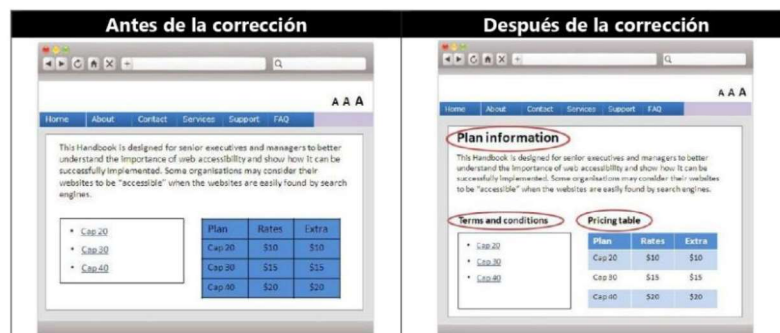 Antes de la corrección
Después de la corrección
A A A
Home About Contact Services Support FAQ
This Handbook is designed for senior executives and managers to better
understand the importance of web accessibility and show how it can be
successfully implemented. Some organisations may consider their
websites to be "accessible" when the websites are easily found by search
engines.
• Cap 20
• Cap 30
• Cap 40
Plan Rates Extra
Cap 20 $10 $10
Cap 30 $15 $15
Cap 40 $20 $20
A A A
Home About Contact Services Support FAQ
Plan information
This Handbook is designed for senior executives and managers to better
understand the importance of web accessibility and show how it can be
successfully implemented. Some organisations may consider their websites
to be "accessible" when the websites are easily found by search engines.
Terms and conditions
• Cap 20
• Cap 30
• Cap 40
Pricing table
Plan Rates Extra
Cap 20 $10 $10
Cap 30 $15 $15
Cap 40 $20 $20